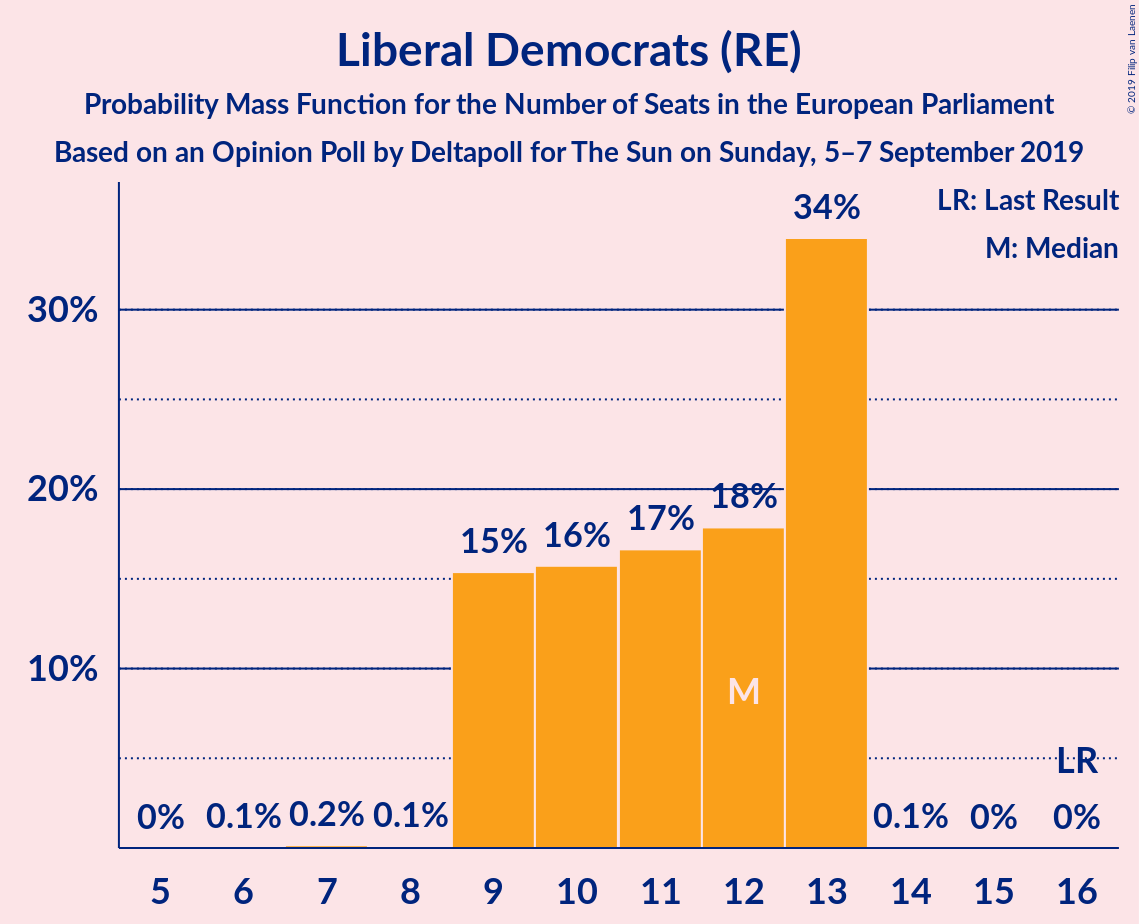 Liberal Democrats (RE)
Probability Mass Function for the Number of Seats in the European Parliament
Based on an Opinion Poll by Deltapoll for The Sun on Sunday, 5–7 September 2019
© 2019 Filip van Laenen
LR: Last Result
M: Median
34%
30%
20%
18%
17%
16%
15%
10%
M
LR
0% 0.1% 0.2% 0.1% 0.1% 0% 0%
5 6 7 8 9 10 11 12 13 14 15 16